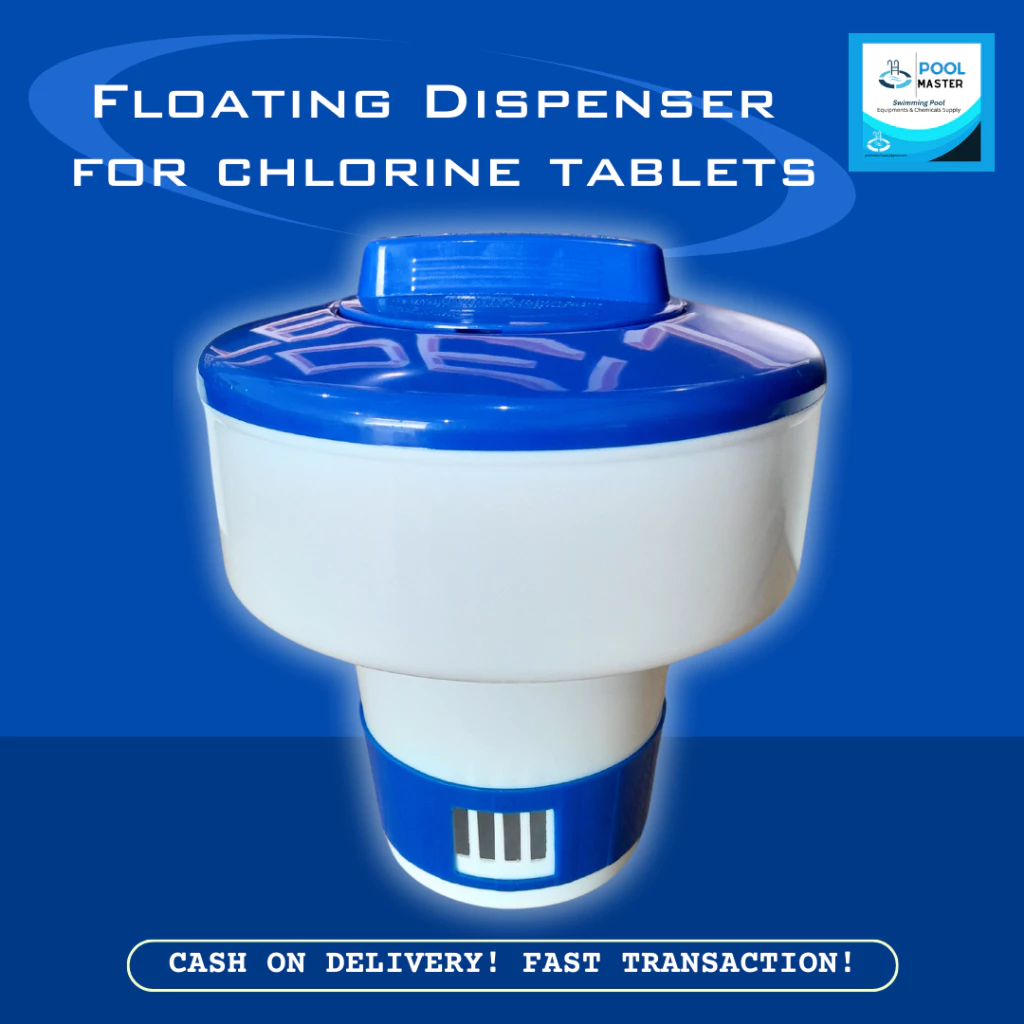 FLOATING DISPENSER
FOR CHLORINE TABLETS
POOL
MASTER
Swimming Pool
Equipments & Chemicals Supply
CASH ON DELIVERY! FAST TRANSACTION!